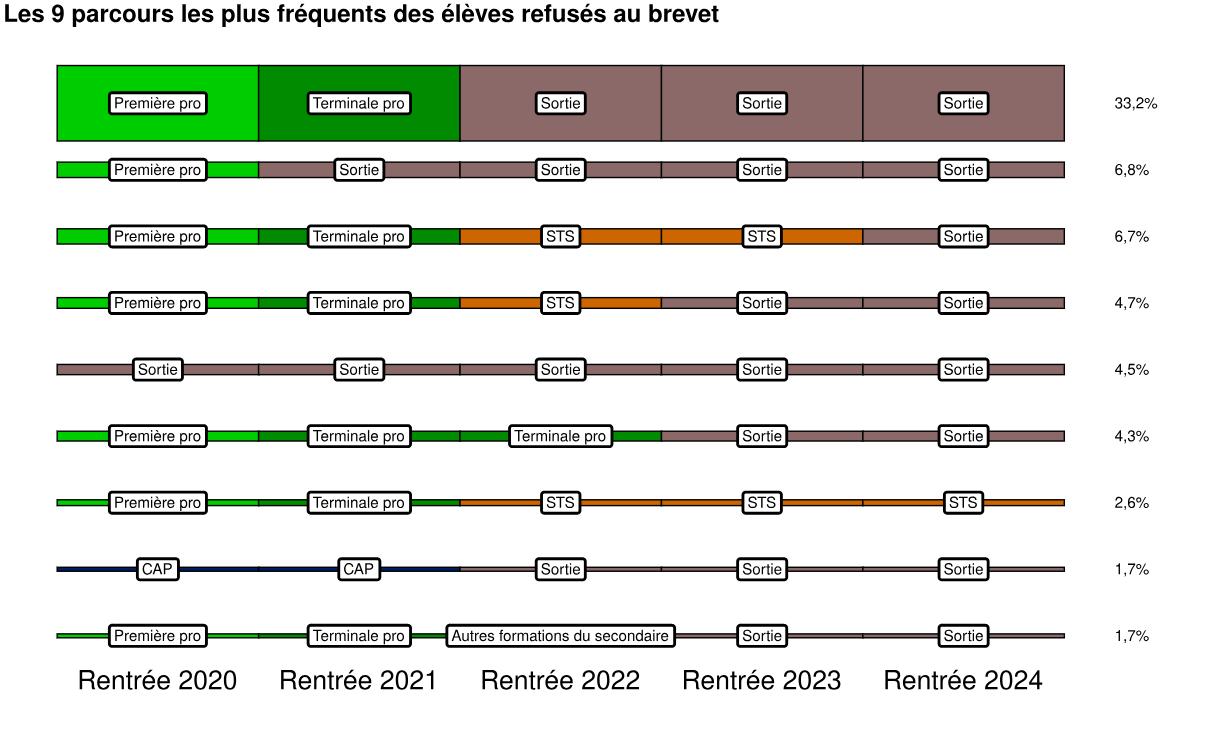 Les 9 parcours les plus fréquents des élèves refusés au brevet
Première pro Terminale pro Sortie Sortie Sortie 33,2%
Première pro Sortie Sortie Sortie Sortie 6,8%
Première pro Terminale pro STS STS Sortie 6,7%
Première pro Terminale pro STS Sortie Sortie 4,7%
Sortie Sortie Sortie Sortie Sortie 4,5%
Première pro Terminale pro Terminale pro Sortie Sortie 4,3%
Première pro Terminale pro STS STS STS 2,6%
CAP CAP Sortie Sortie Sortie 1,7%
Première pro Terminale pro Autres formations du secondaire Sortie Sortie 1,7%
Rentrée 2020 Rentrée 2021 Rentrée 2022 Rentrée 2023 Rentrée 2024